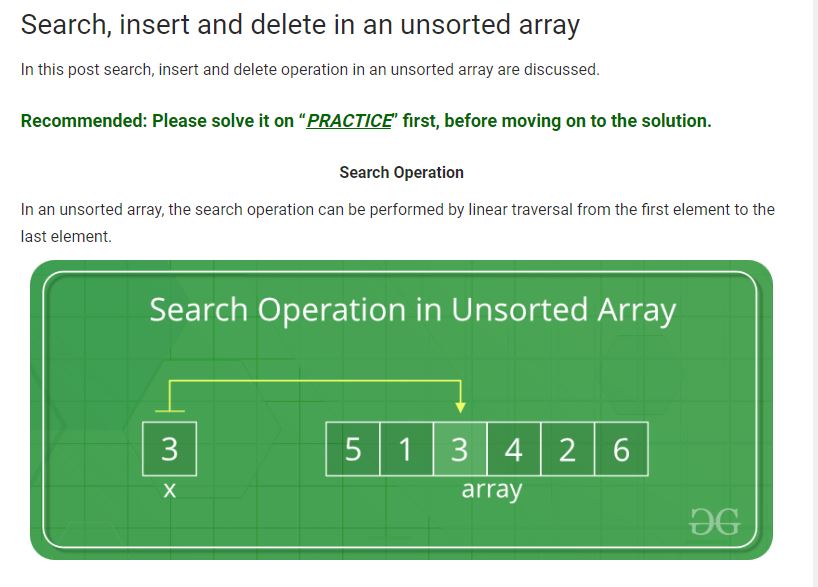 Search, insert and delete in an unsorted array
In this post search, insert and delete operation in an unsorted array are discussed.
Recommended: Please solve it on “PRACTICE” first, before moving on to the solution.
Search Operation
In an unsorted array, the search operation can be performed by linear traversal from the first element to the
last element.
Search Operation in Unsorted Array
3 5 1 3 4 2 6
x array
GG